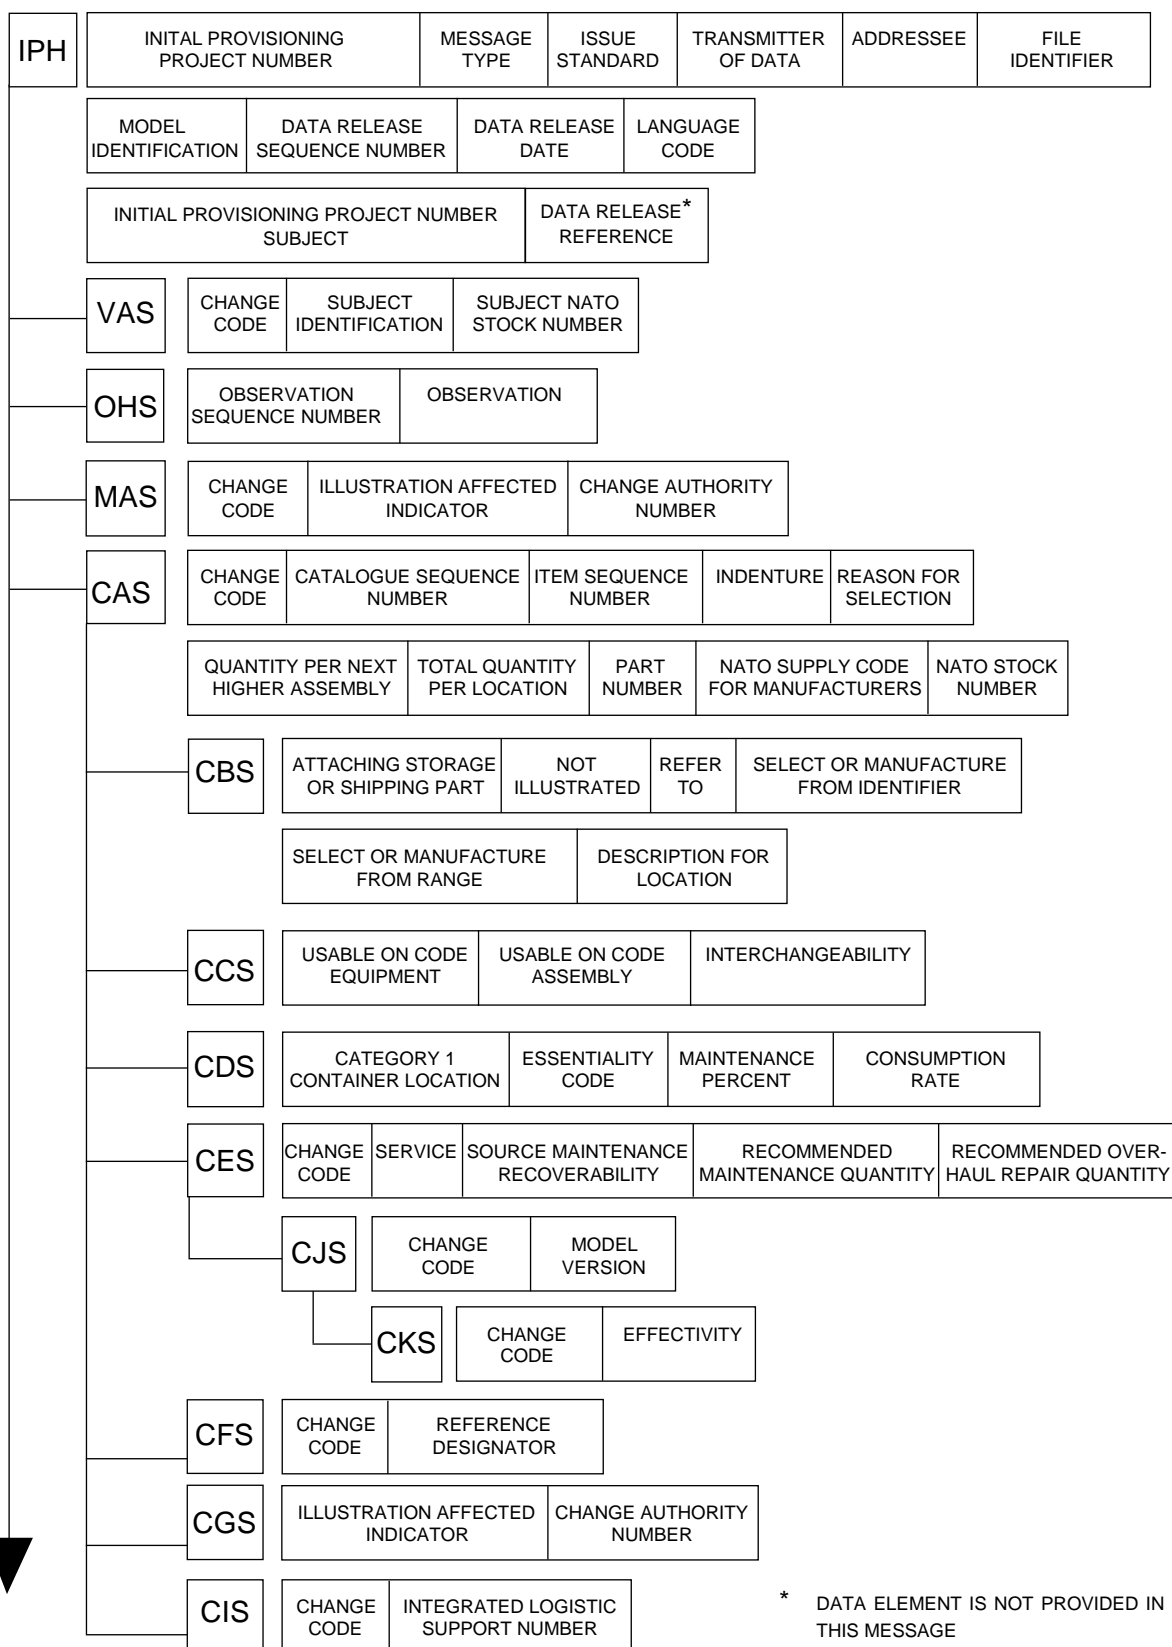 IPH
INITAL PROVISIONING
PROJECT NUMBER
MESSAGE
TYPE
ISSUE
STANDARD
TRANSMITTER
OF DATA
ADDRESSEE
FILE
IDENTIFIER
MODEL
IDENTIFICATION
DATA RELEASE
SEQUENCE NUMBER
DATA RELEASE
DATE
LANGUAGE
CODE
INITIAL PROVISIONING PROJECT NUMBER
SUBJECT
DATA RELEASE*
REFERENCE
VAS
CHANGE
CODE
SUBJECT
IDENTIFICATION
SUBJECT NATO
STOCK NUMBER
OHS
OBSERVATION
SEQUENCE NUMBER
OBSERVATION
MAS
CHANGE
CODE
ILLUSTRATION AFFECTED
INDICATOR
CHANGE AUTHORITY
NUMBER
CAS
CHANGE
CODE
CATALOGUE SEQUENCE
NUMBER
ITEM SEQUENCE
NUMBER
INDENTURE
REASON FOR
SELECTION
QUANTITY PER NEXT
HIGHER ASSEMBLY
TOTAL QUANTITY
PER LOCATION
PART
NUMBER
NATO SUPPLY CODE
FOR MANUFACTURERS
NATO STOCK
NUMBER
CBS
ATTACHING STORAGE
OR SHIPPING PART
NOT
ILLUSTRATED
REFER
TO
SELECT OR MANUFACTURE
FROM IDENTIFIER
SELECT OR MANUFACTURE
FROM RANGE
DESCRIPTION FOR
LOCATION
CCS
USABLE ON CODE
EQUIPMENT
USABLE ON CODE
ASSEMBLY
INTERCHANGEABILITY
CDS
CATEGORY 1
CONTAINER LOCATION
ESSENTIALITY
CODE
MAINTENANCE
PERCENT
CONSUMPTION
RATE
CES
CHANGE
CODE
SERVICE
SOURCE MAINTENANCE
RECOVERABILITY
RECOMMENDED
MAINTENANCE QUANTITY
RECOMMENDED OVER-
HAUL REPAIR QUANTITY
CJS
CHANGE
CODE
MODEL
VERSION
CKS
CHANGE
CODE
EFFECTIVITY
CFS
CHANGE
CODE
REFERENCE
DESIGNATOR
CGS
ILLUSTRATION AFFECTED
INDICATOR
CHANGE AUTHORITY
NUMBER
CIS
CHANGE
CODE
INTEGRATED LOGISTIC
SUPPORT NUMBER
* DATA ELEMENT IS NOT PROVIDED IN
THIS MESSAGE